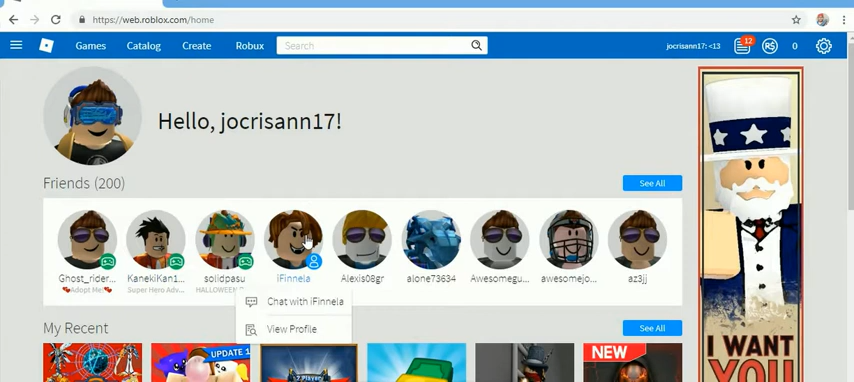 https://web.roblox.com/home
Games
Catalog
Create
Robux
Search
jocrisann17: <13
12
R$
0
Hello, jocrisann17!
Friends (200)
See All
Ghost_rider...
KanekiKan1...
solidpasu
iFinnela
Alexis08gr
alone73634
Awesomegu...
awesomejo...
az3jj
Adopt Me!
Super Hero Adv...
HALLOWEEN
Chat with iFinnela
View Profile
My Recent
See All
UPDATE 1
7 Player
NEW
I WANT
YOU